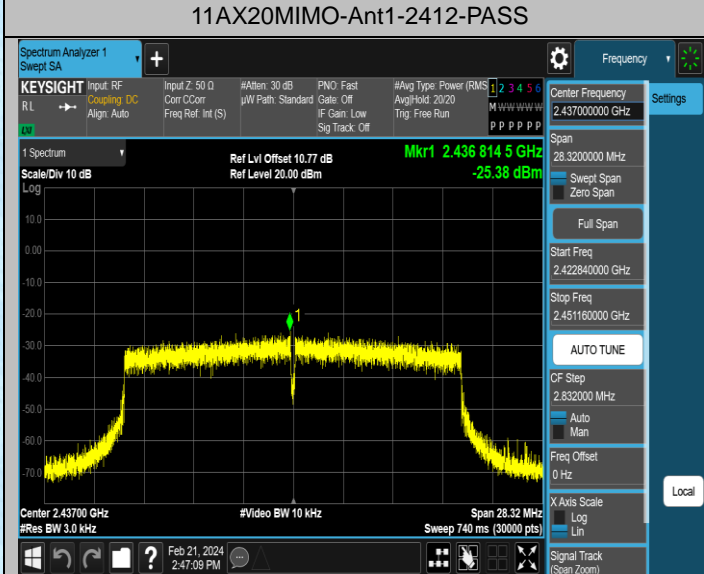 11AX20MIMO-Ant1-2412-PASS
Spectrum Analyzer 1
Swept SA
+
Frequency
KEYSIGHT
RL
LXI
Input: RF
Coupling: DC
Align: Auto
Input Z: 50 Ω
Corr CCorr
Freq Ref: Int (S)
#Atten: 30 dB
µW Path: Standard
PNO: Fast
Gate: Off
IF Gain: Low
Sig Track: Off
#Avg Type: Power (RMS
Avg|Hold: 20/20
Trig: Free Run
1 2 3 4 5 6
M W W W W W
P P P P P P
1 Spectrum
Scale/Div 10 dB
Ref Lvl Offset 10.77 dB
Ref Level 20.00 dBm
Mkr1 2.436 814 5 GHz
-25.38 dBm
Log
10.0
0.00
-10.0
-20.0
-30.0
-40.0
-50.0
-60.0
-70.0
1
Center 2.43700 GHz
#Res BW 3.0 kHz
#Video BW 10 kHz
Span 28.32 MHz
Sweep 740 ms (30000 pts)
Center Frequency
2.437000000 GHz
Span
28.3200000 MHz
Swept Span
Zero Span
Full Span
Start Freq
2.422840000 GHz
Stop Freq
2.451160000 GHz
AUTO TUNE
CF Step
2.832000 MHz
Auto
Man
Freq Offset
0 Hz
X Axis Scale
Log
Lin
Signal Track
(Span Zoom)
Settings
Local
?
Feb 21, 2024
2:47:09 PM